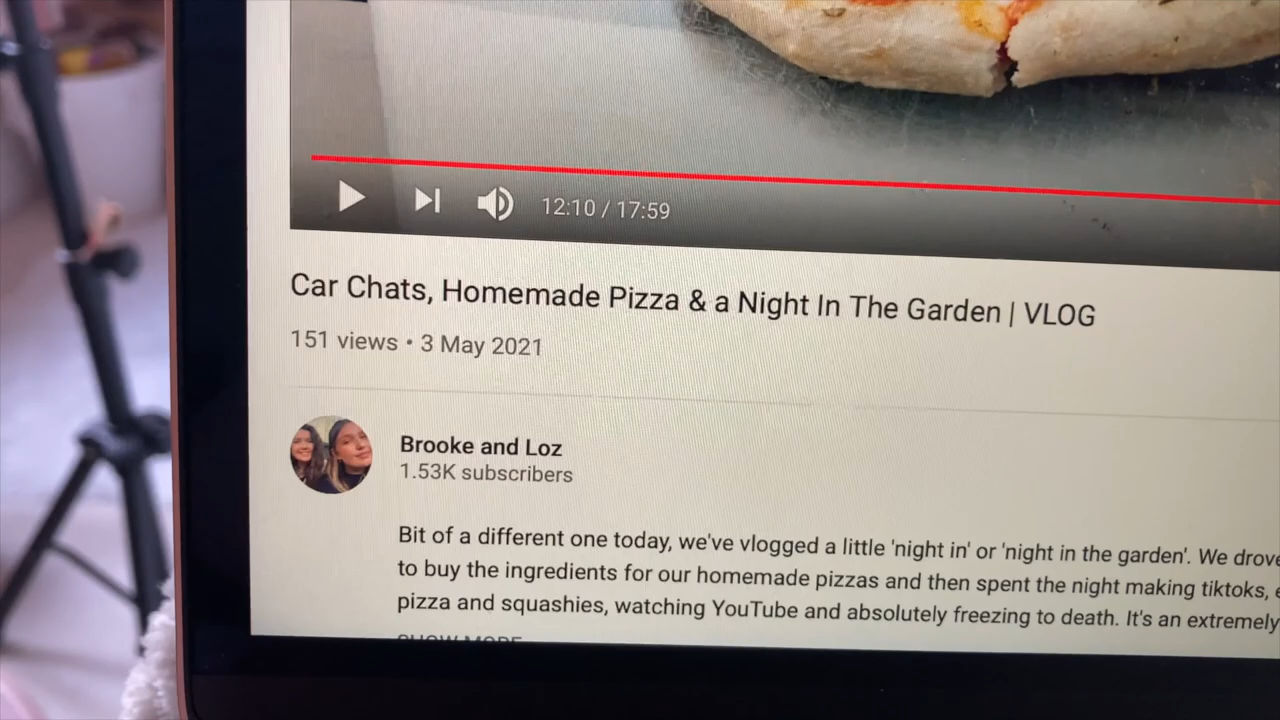 12:10 / 17:59
Car Chats, Homemade Pizza & a Night In The Garden | VLOG
151 views • 3 May 2021
Brooke and Loz
1.53K subscribers
Bit of a different one today, we've vlogged a little 'night in' or 'night in the garden'. We drove
to buy the ingredients for our homemade pizzas and then spent the night making tiktoks,
pizza and squashies, watching YouTube and absolutely freezing to death. It's an extremely
SHOW MORE